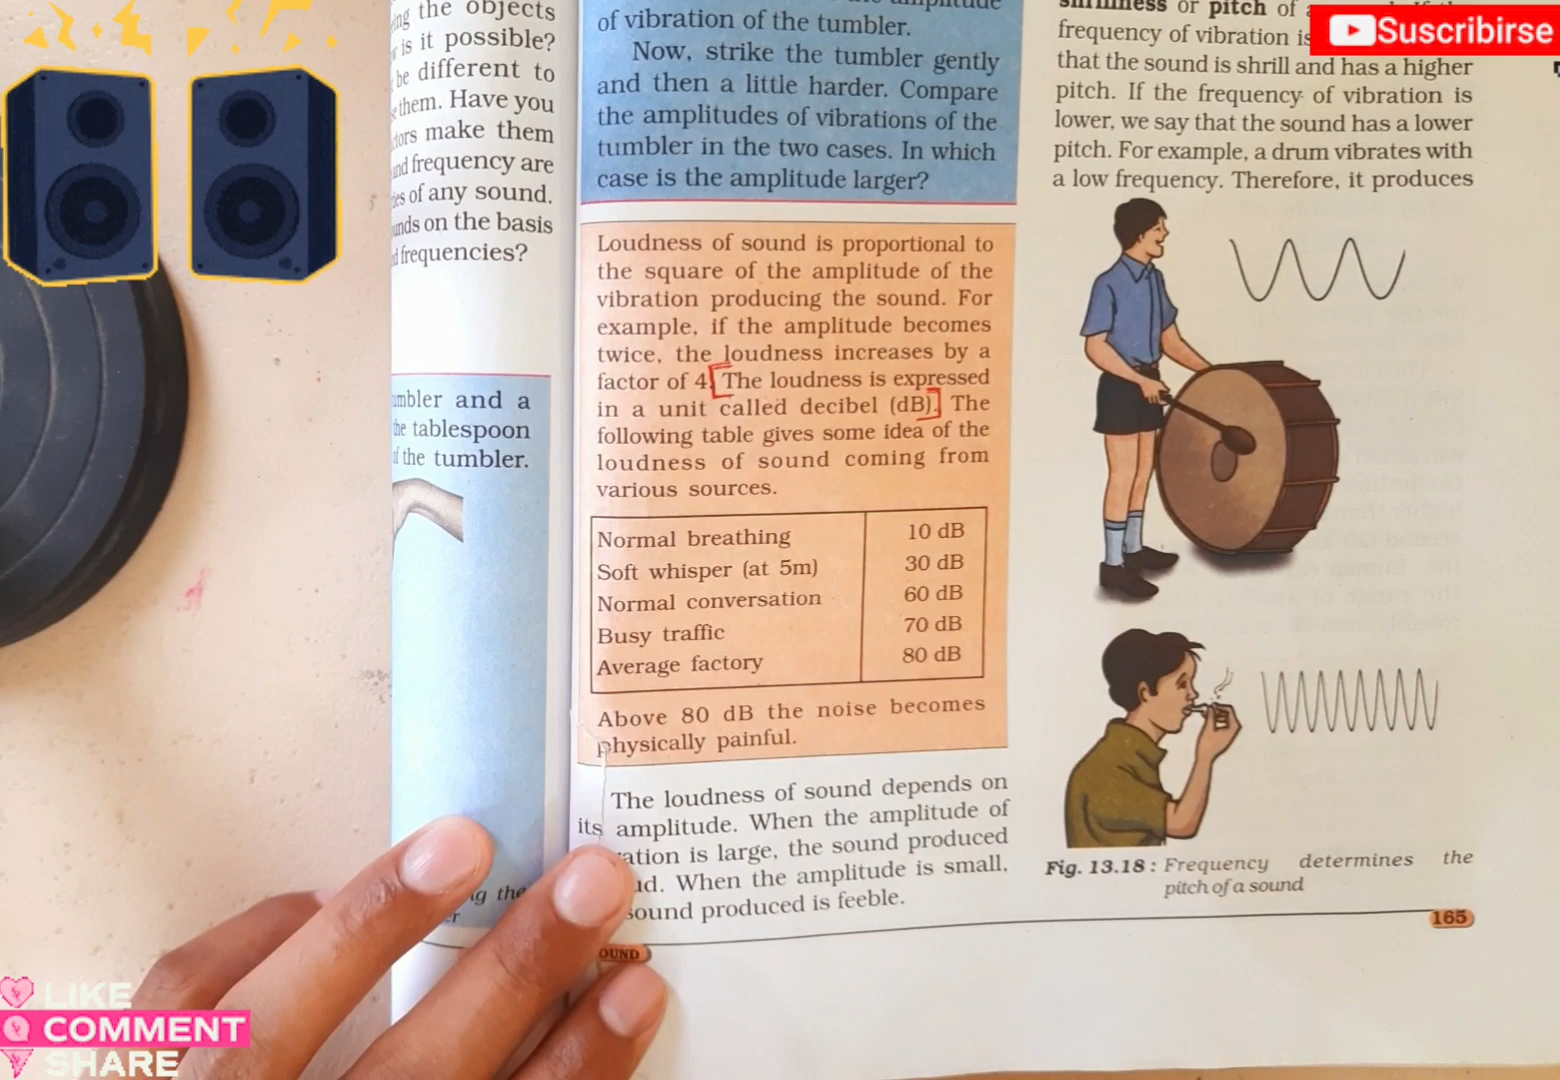 the objects
is it possible?
be different to
them. Have you
make them
frequency are
of any sound.
on the basis
frequencies?
and a
the tablespoon
of the tumbler.
the
of vibration of the tumbler.
Now, strike the tumbler gently
and then a little harder. Compare
the amplitudes of vibrations of the
tumbler in the two cases. In which
case is the amplitude larger?
Loudness of sound is proportional to
the square of the amplitude of the
vibration producing the sound. For
example, if the amplitude becomes
twice, the loudness increases by a
factor of 4. The loudness is expressed
in a unit called decibel (dB). The
following table gives some idea of the
loudness of sound coming from
various sources.
Normal breathing 10 dB
Soft whisper (at 5m) 30 dB
Normal conversation 60 dB
Busy traffic 70 dB
Average factory 80 dB
Above 80 dB the noise becomes
physically painful.
The loudness of sound depends on
its amplitude. When the amplitude of
is large, the sound produced
When the amplitude is small,
sound produced is feeble.
or pitch of
frequency of vibration is
that the sound is shrill and has a higher
pitch. If the frequency of vibration is
lower, we say that the sound has a lower
pitch. For example, a drum vibrates with
a low frequency. Therefore, it produces
Fig. 13.18 : Frequency determines the
pitch of a sound
165
Suscribirse
LIKE
COMMENT
SHARE